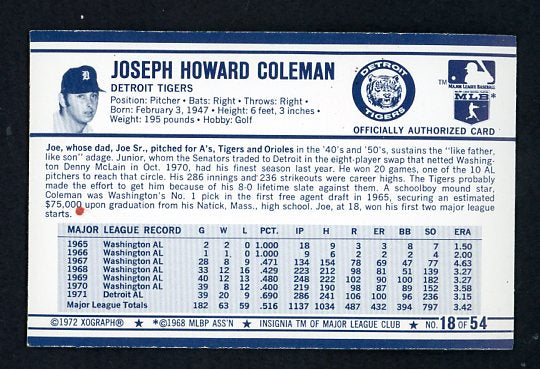 JOSEPH HOWARD COLEMAN
DETROIT TIGERS
Position: Pitcher • Bats: Right • Throws: Right •
Born: February 3, 1947 • Height: 6 feet, 3 inches •
Weight: 195 pounds • Hobby: Golf
DETROIT
TIGERS
TM
MAJOR LEAGUE BASEBALL
MLB*
OFFICIALLY AUTHORIZED CARD
Joe, whose dad, Joe Sr., pitched for A's, Tigers and Orioles in the '40's and '50's, sustains the "like father,
like son" adage. Junior, whom the Senators traded to Detroit in the eight-player swap that netted Washing-
ton Denny McLain in Oct. 1970, had his finest season last year. He won 20 games, one of the 10 AL
pitchers to reach that circle. His 286 innings and 236 strikeouts were career highs. The Tigers probably
made the effort to get him because of his 8-0 lifetime slate against them. A schoolboy mound star,
Coleman was Washington's No. 1 pick in the first free agent draft in 1965, securing an estimated
$75,000 upon graduation from his Natick, Mass., high school. Joe, at 18, won his first two major league
starts.
MAJOR LEAGUE RECORD G W L PCT. IP H R ER BB SO ERA
1965 Washington AL 2 2 0 1.000 18 9 3 3 8 7 1.50
1966 Washington AL 1 1 0 1.000 9 6 2 2 2 4 2.00
1967 Washington AL 28 8 9 .471 134 154 78 69 47 77 4.63
1968 Washington AL 33 12 16 .429 223 212 98 81 51 139 3.27
1969 Washington AL 40 12 13 .480 248 222 102 90 100 182 3.27
1970 Washington AL 39 8 12 .400 219 190 98 87 89 152 3.58
1971 Detroit AL 39 20 9 .690 286 241 106 100 96 236 3.15
Major League Totals 182 63 59 .516 1137 1034 487 432 394 797 3.42
©1972 XOGRAPH® ★ *©1968 MLBP ASS'N ★ INSIGNIA TM OF MAJOR LEAGUE CLUB ★ NO. 18 OF 54